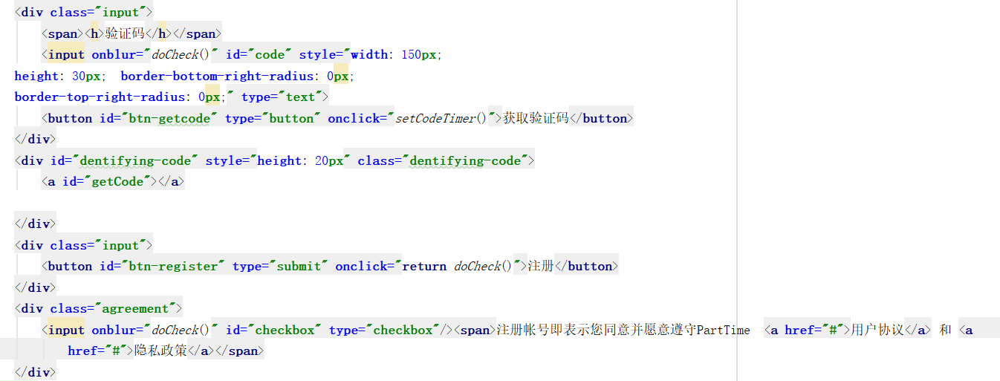 <div class="input">
<span><h>验证码</h></span>
<input onblur="doCheck()" id="code" style="width: 150px;
height: 30px;  border-bottom-right-radius: 0px;
border-top-right-radius: 0px;" type="text">
<button id="btn-getcode" type="button" onclick="setCodeTimer()">获取验证码</button>
</div>
<div id="dentifying-code" style="height: 20px" class="dentifying-code">
<a id="getCode"></a>
</div>
<div class="input">
<button id="btn-register" type="submit" onclick="return doCheck()">注册</button>
</div>
<div class="agreement">
<input onblur="doCheck()" id="checkbox" type="checkbox"/><span>注册帐号即表示您同意并愿意遵守PartTime  <a href="#">用户协议</a> 和 <a
href="#">隐私政策</a></span>
</div>